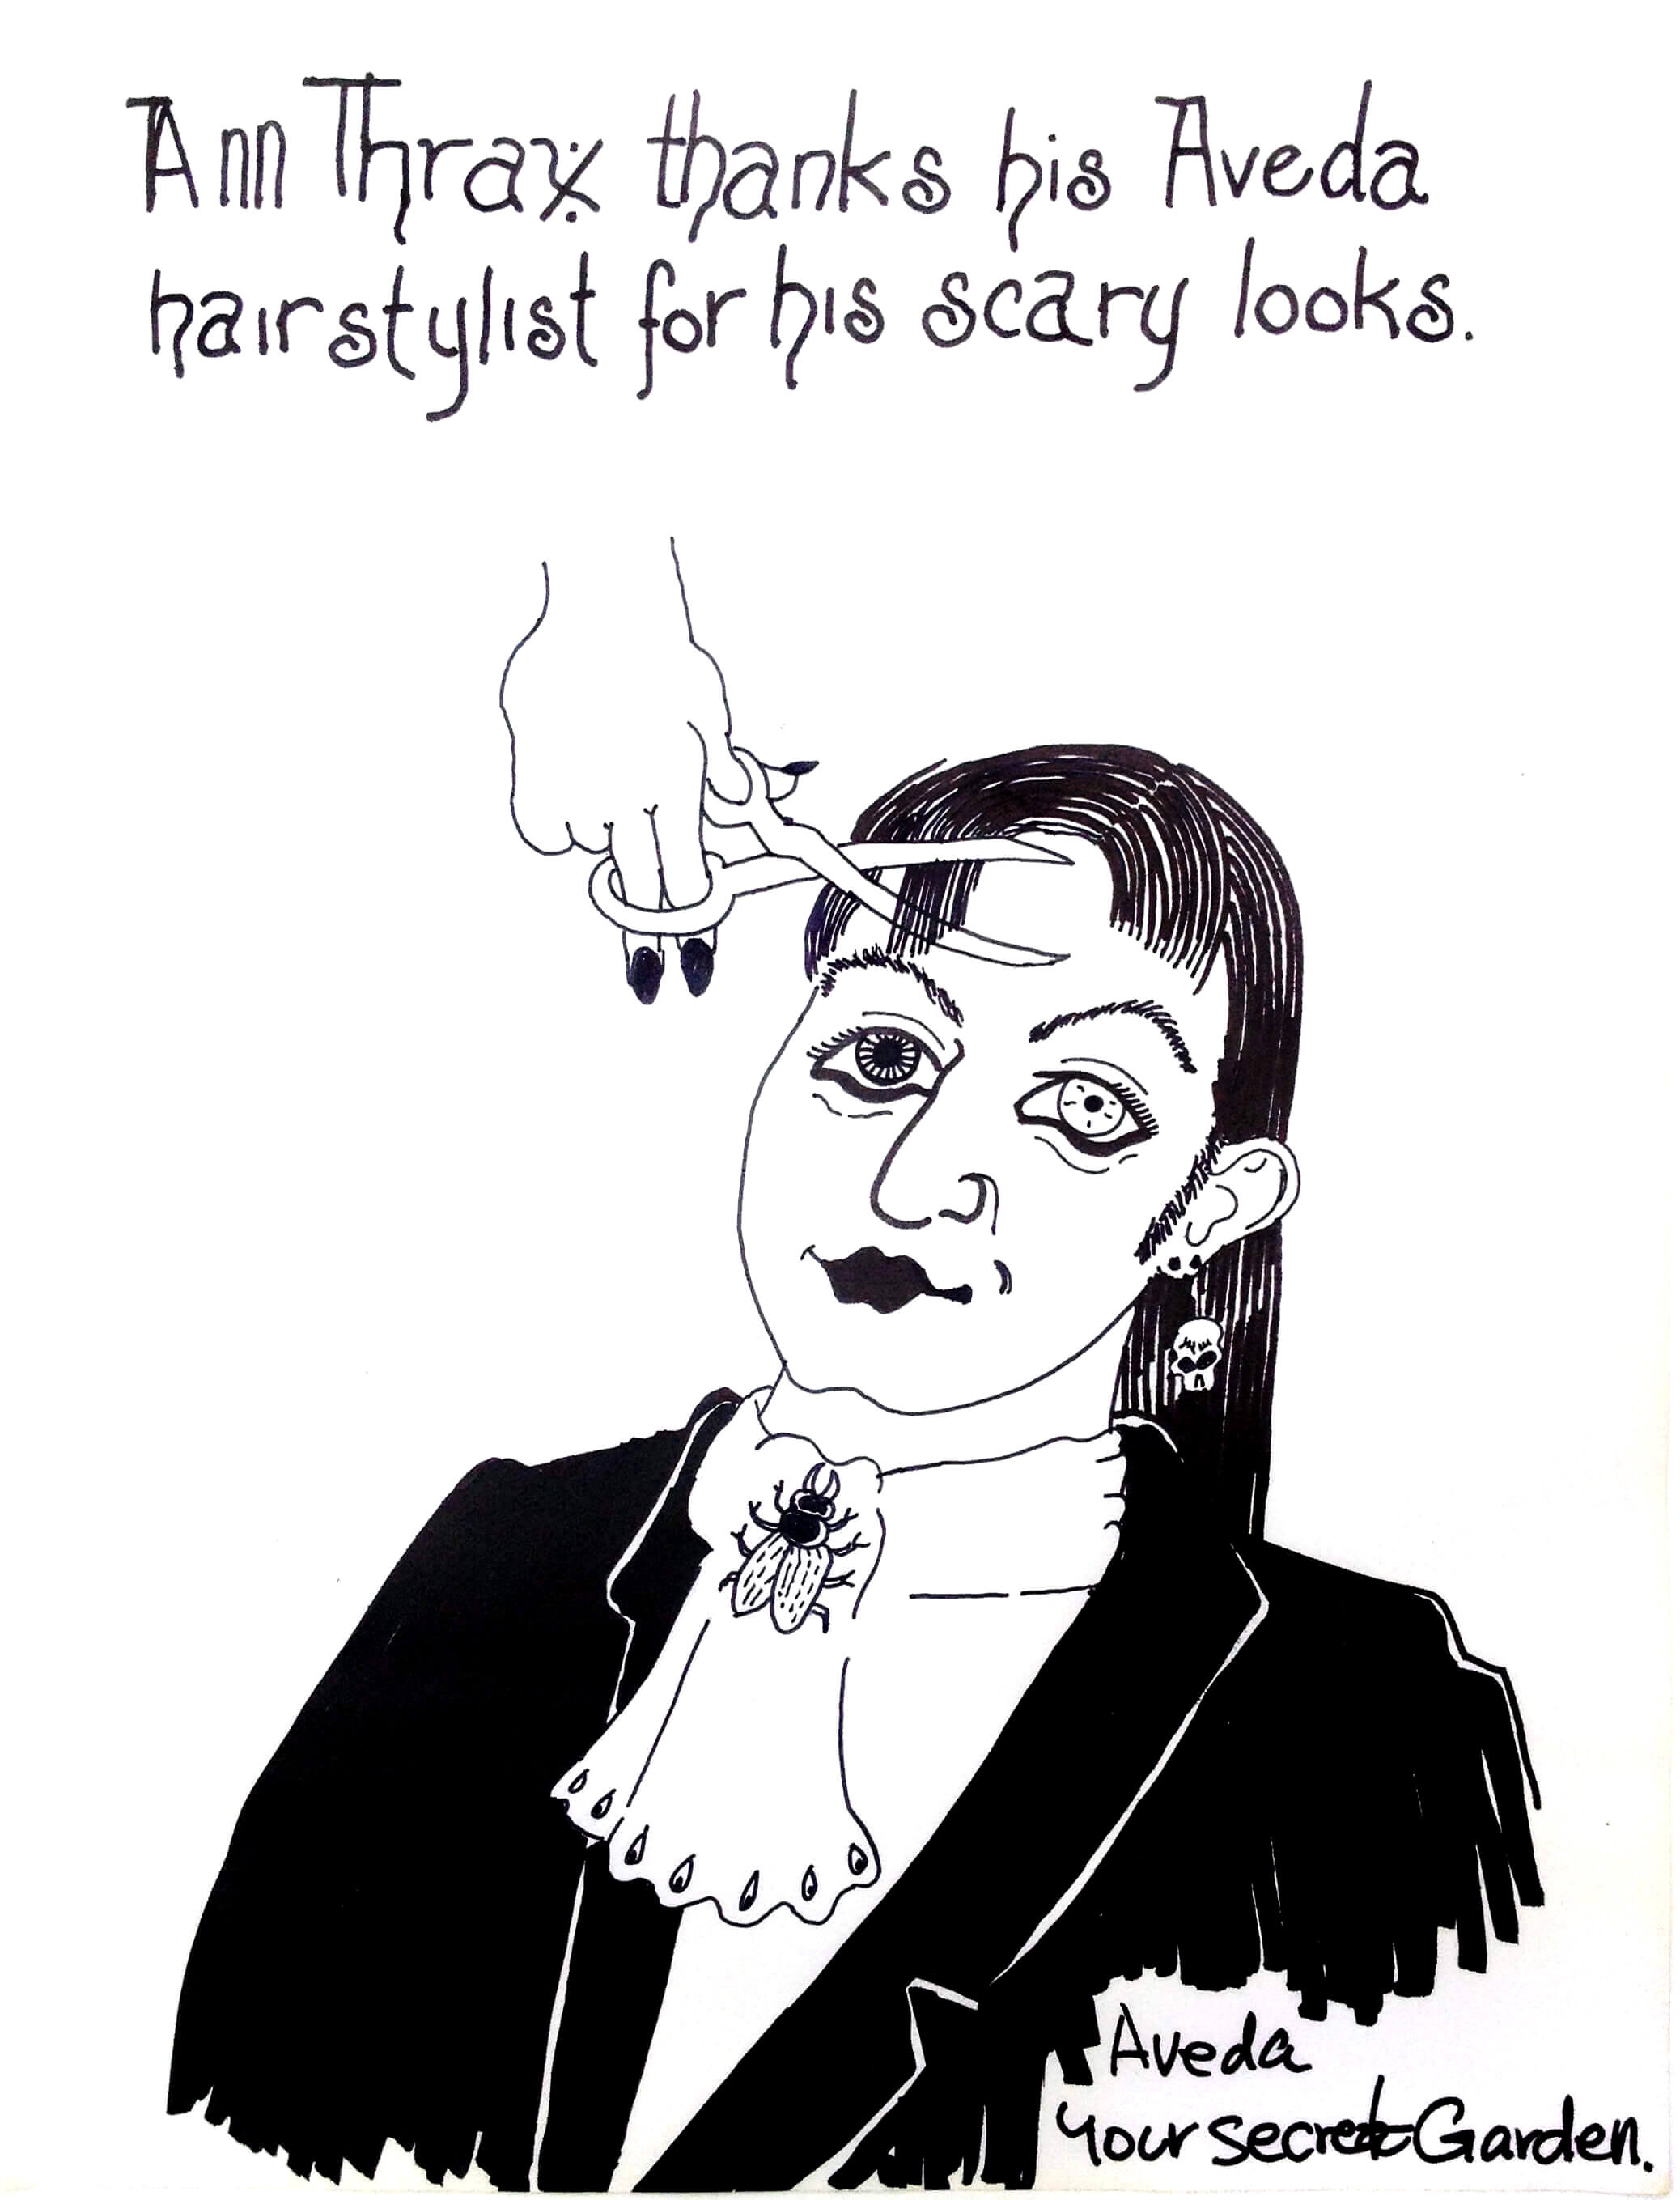 Ann Thrax thanks his Aveda
hairstylist for his scary looks.
Aveda
your secret Garden.